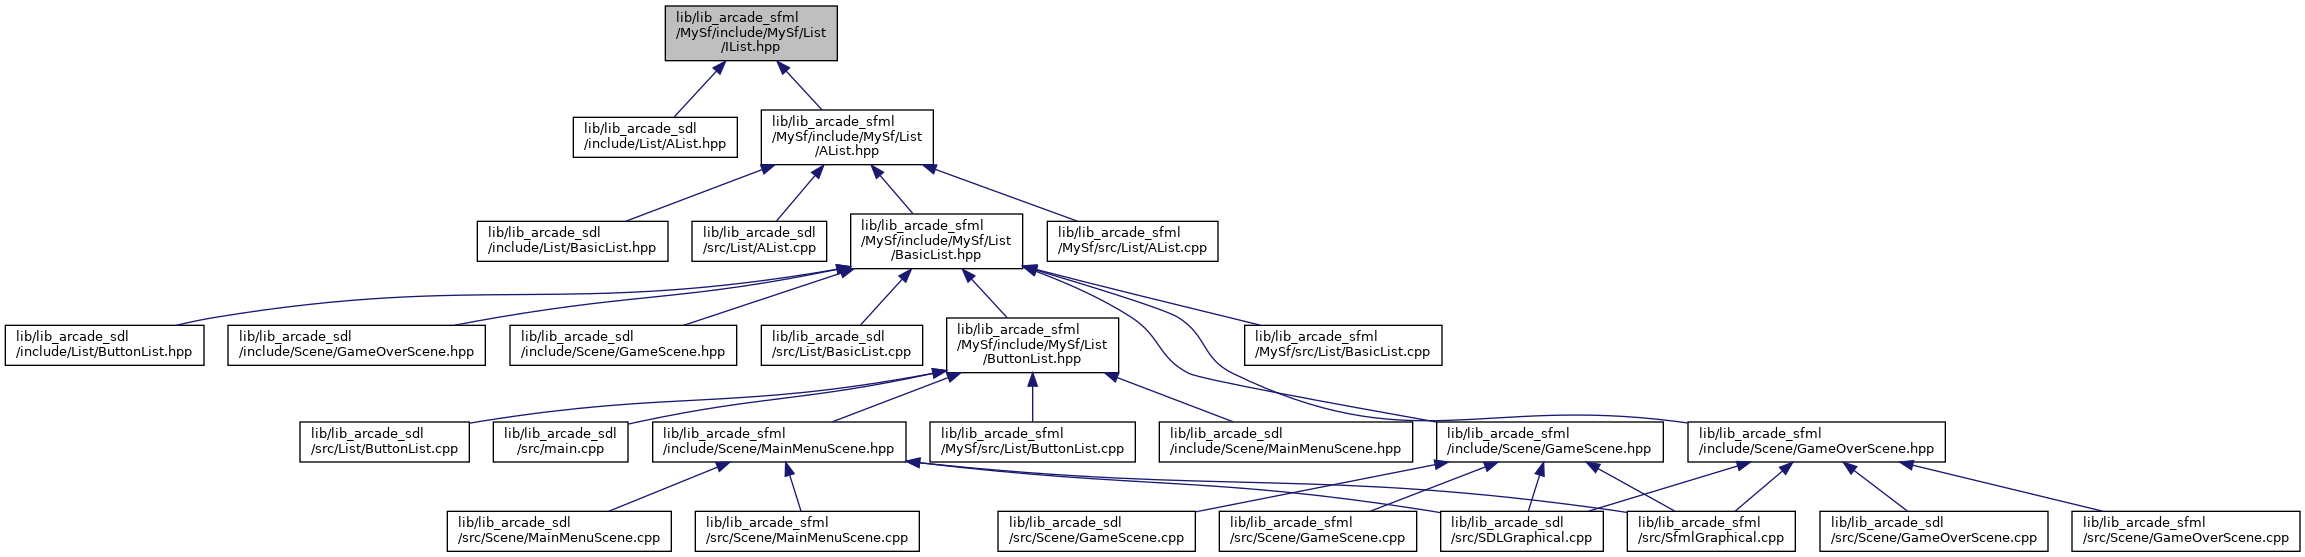 lib/lib_arcade_sfml
/MySf/include/MySf/List
/IList.hpp
lib/lib_arcade_sdl
/include/List/AList.hpp
lib/lib_arcade_sfml
/MySf/include/MySf/List
/AList.hpp
lib/lib_arcade_sdl
/include/List/BasicList.hpp
lib/lib_arcade_sdl
/src/List/AList.cpp
lib/lib_arcade_sfml
/MySf/include/MySf/List
/BasicList.hpp
lib/lib_arcade_sfml
/MySf/src/List/AList.cpp
lib/lib_arcade_sdl
/include/List/ButtonList.hpp
lib/lib_arcade_sdl
/include/Scene/GameOverScene.hpp
lib/lib_arcade_sdl
/include/Scene/GameScene.hpp
lib/lib_arcade_sdl
/src/List/BasicList.cpp
lib/lib_arcade_sfml
/MySf/include/MySf/List
/ButtonList.hpp
lib/lib_arcade_sfml
/MySf/src/List/BasicList.cpp
lib/lib_arcade_sdl
/src/List/ButtonList.cpp
lib/lib_arcade_sdl
/src/main.cpp
lib/lib_arcade_sfml
/include/Scene/MainMenuScene.hpp
lib/lib_arcade_sfml
/MySf/src/List/ButtonList.cpp
lib/lib_arcade_sdl
/include/Scene/MainMenuScene.hpp
lib/lib_arcade_sfml
/include/Scene/GameScene.hpp
lib/lib_arcade_sfml
/include/Scene/GameOverScene.hpp
lib/lib_arcade_sdl
/src/Scene/MainMenuScene.cpp
lib/lib_arcade_sfml
/src/Scene/MainMenuScene.cpp
lib/lib_arcade_sdl
/src/Scene/GameScene.cpp
lib/lib_arcade_sfml
/src/Scene/GameScene.cpp
lib/lib_arcade_sdl
/src/SDLGraphical.cpp
lib/lib_arcade_sfml
/src/SfmlGraphical.cpp
lib/lib_arcade_sdl
/src/Scene/GameOverScene.cpp
lib/lib_arcade_sfml
/src/Scene/GameOverScene.cpp